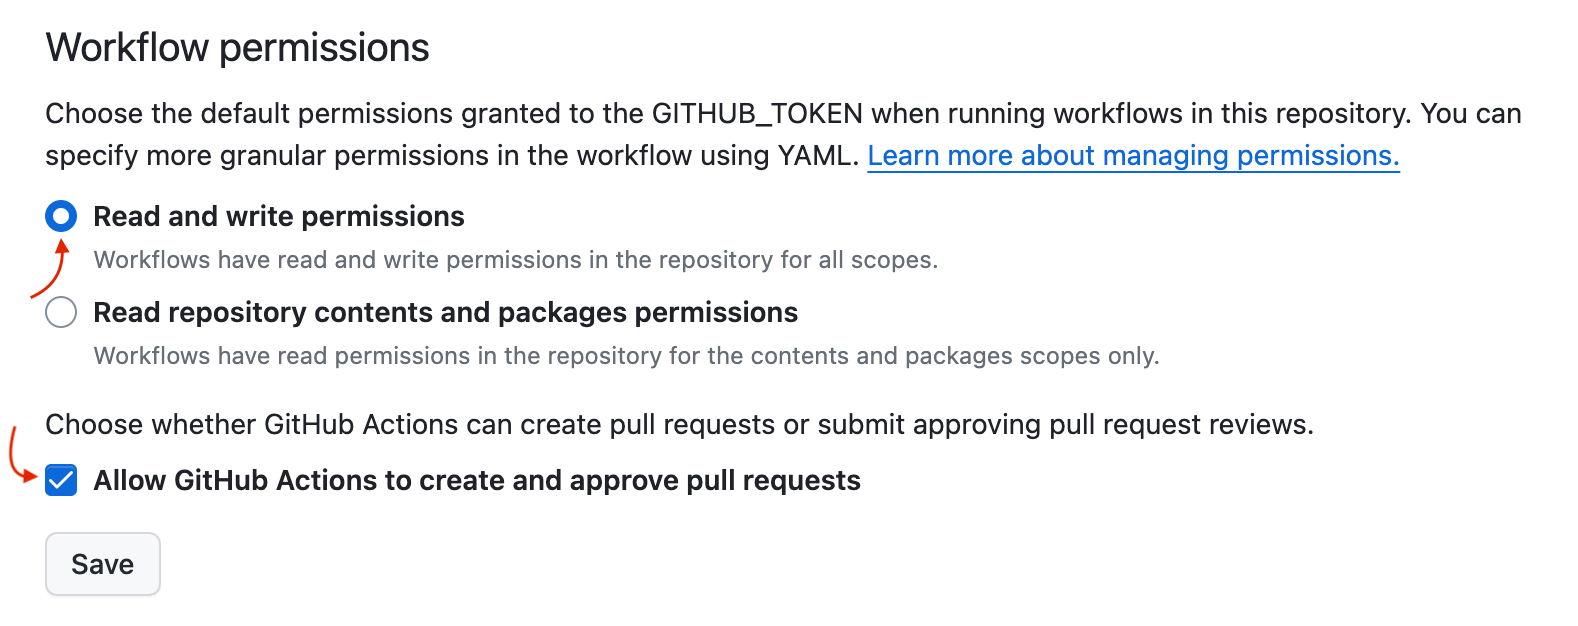 Workflow permissions
Choose the default permissions granted to the GITHUB_TOKEN when running workflows in this repository. You can
specify more granular permissions in the workflow using YAML. Learn more about managing permissions.
Read and write permissions
Workflows have read and write permissions in the repository for all scopes.
Read repository contents and packages permissions
Workflows have read permissions in the repository for the contents and packages scopes only.
Choose whether GitHub Actions can create pull requests or submit approving pull request reviews.
Allow GitHub Actions to create and approve pull requests
Save